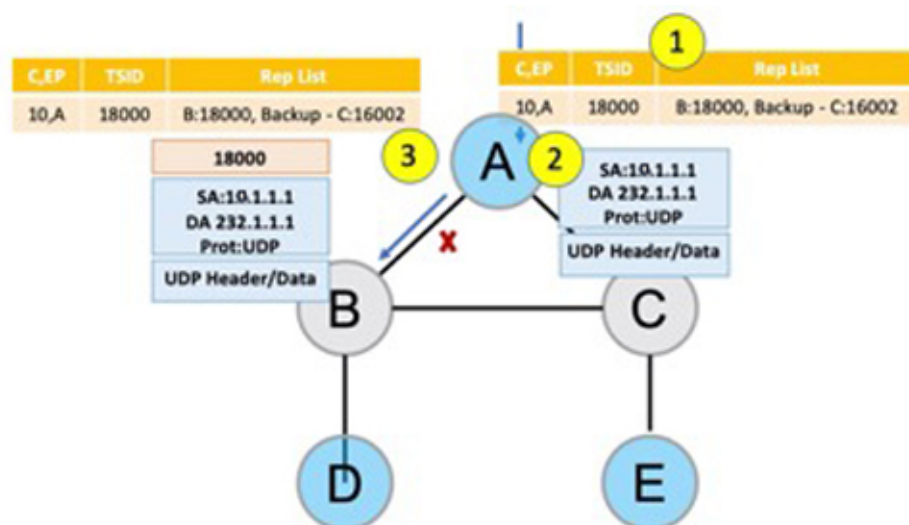 1
C,EP TSID Rep List
10,A 18000 B:18000, Backup - C:16002
C,EP TSID Rep List
10,A 18000 B:18000, Backup - C:16002
3
A
2
18000
SA:10.1.1.1
DA 232.1.1.1
Prot:UDP
UDP Header/Data
SA:10.1.1.1
DA 232.1.1.1
Prot:UDP
UDP Header/Data
X
B
C
D
E